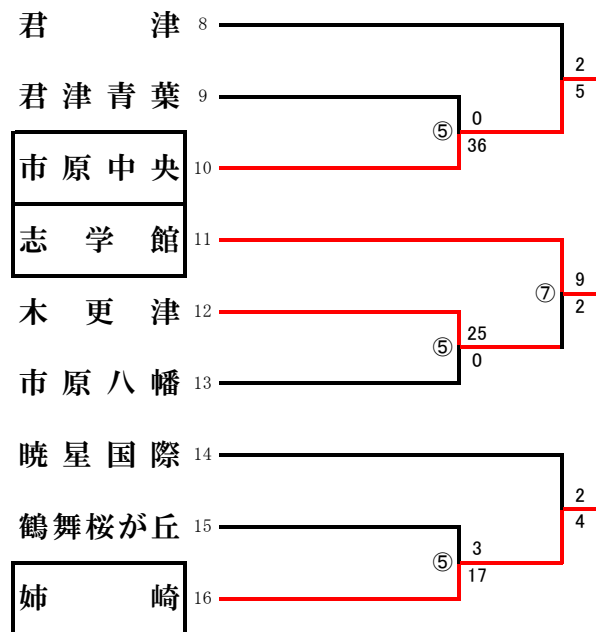 君津 8
2
5
君津青葉 9
⑤ 0
36
市原中央 10
志学館 11
⑦ 9
2
木更津 12
⑤ 25
0
市原八幡 13
暁星国際 14
2
4
鶴舞桜が丘 15
⑤ 3
17
姉崎 16